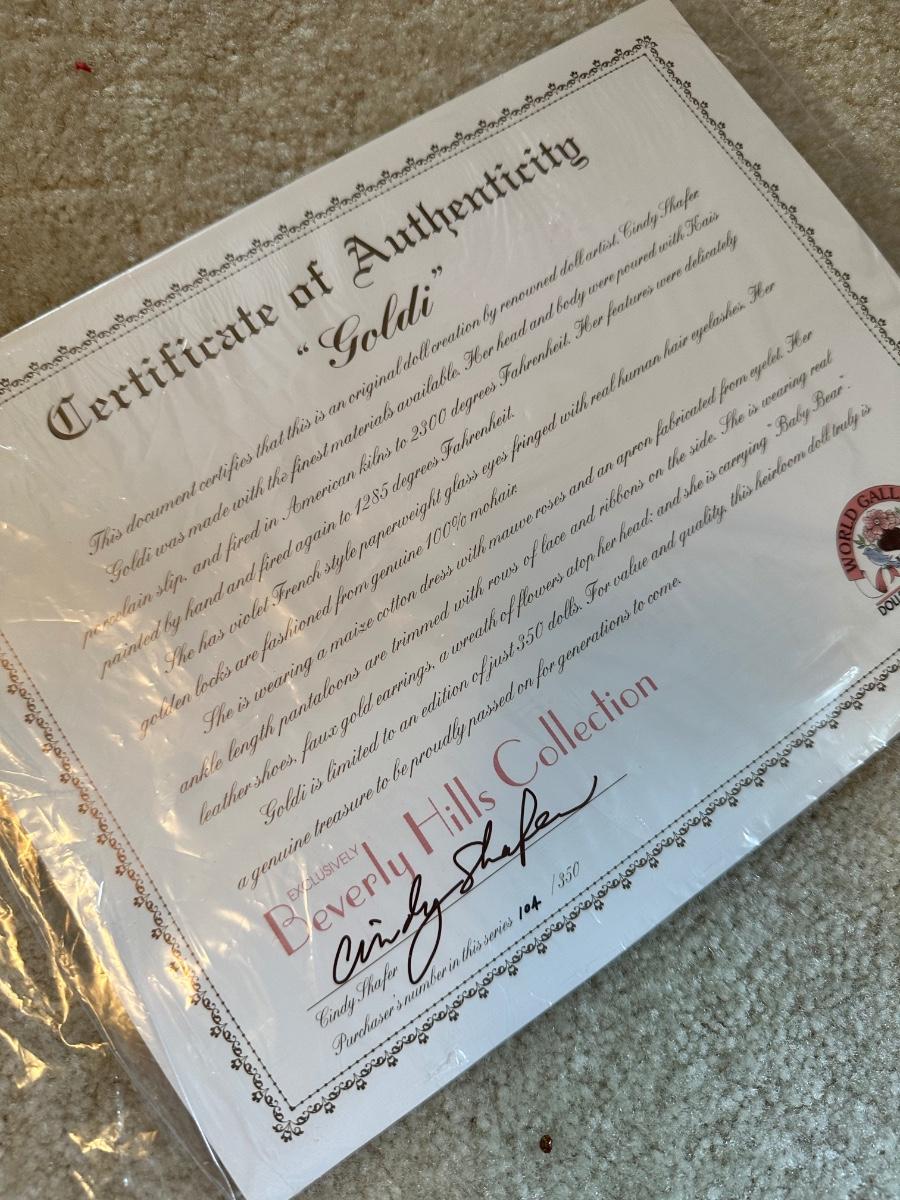 Certificate of Authenticity
"Goldi"
This document certifies that this is an original doll creation by renowned doll artist, Cindy Shafer
Goldi was made with the finest materials available. Her head and body were poured with Kais
porcelain slip, and fired in American kilns to 2300 degrees Fahrenheit. Her features were delicately
painted by hand and fired again to 1285 degrees Fahrenheit.
She has violet French style paperweight glass eyes fringed with real human hair eyelashes. Her
golden locks are fashioned from genuine 100% mohair.
She is wearing a maize cotton dress with mauve roses and an apron fabricated from eyelet. Her
ankle length pantaloons are trimmed with rows of lace and ribbons on the side. She is wearing real
leather shoes, faux gold earrings, a wreath of flowers atop her head; and she is carrying "Baby Bear".
Goldi is limited to an edition of just 350 dolls. For value and quality, this heirloom doll truly is
a genuine treasure to be proudly passed on for generations to come.
EXCLUSIVELY
Beverly Hills Collection
Cindy Shafer
Cindy Shafer
Purchaser's number in this series 104 /350
WORLD